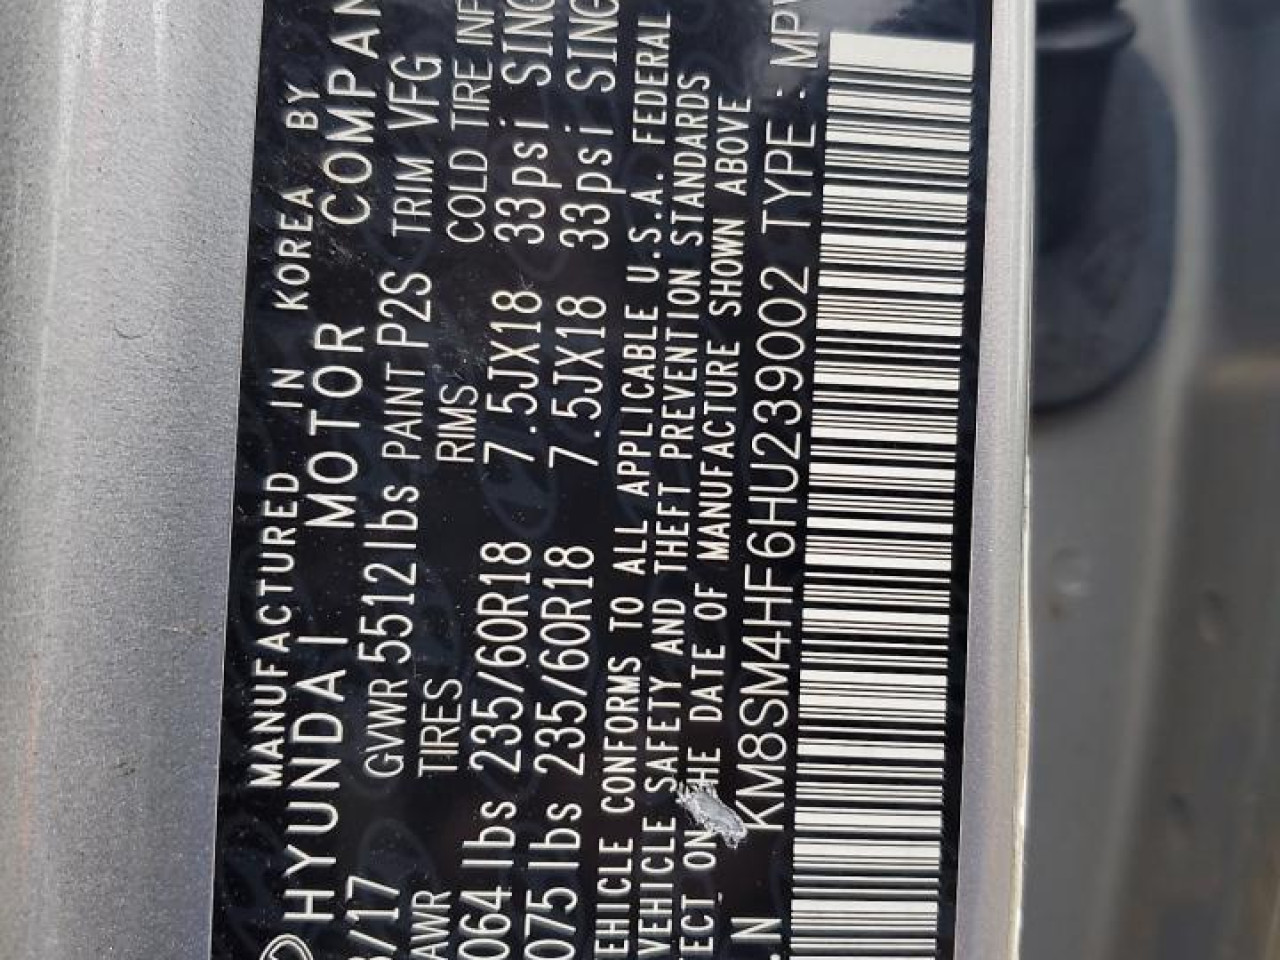 MANUFACTURED IN KOREA BY
HYUNDAI MOTOR COMPAN
/17 GVWR 5512lbs PAINT P2S TRIM VFG
AWR TIRES RIMS COLD TIRE INF
064lbs 235/60R18 7.5JX18 33psi SING
075lbs 235/60R18 7.5JX18 33psi SING
EHICLE CONFORMS TO ALL APPLICABLE U.S.A. FEDERAL
VEHICLE SAFETY AND THEFT PREVENTION STANDARDS
ECT ON HE DATE OF MANUFACTURE SHOWN ABOVE
.N KM8SM4HF6HU239002 TYPE : MPV